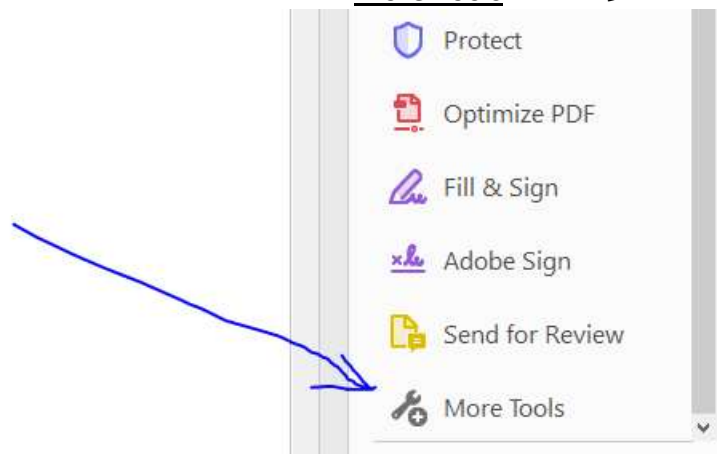 Protect
Optimize PDF
Fill & Sign
Adobe Sign
Send for Review
More Tools